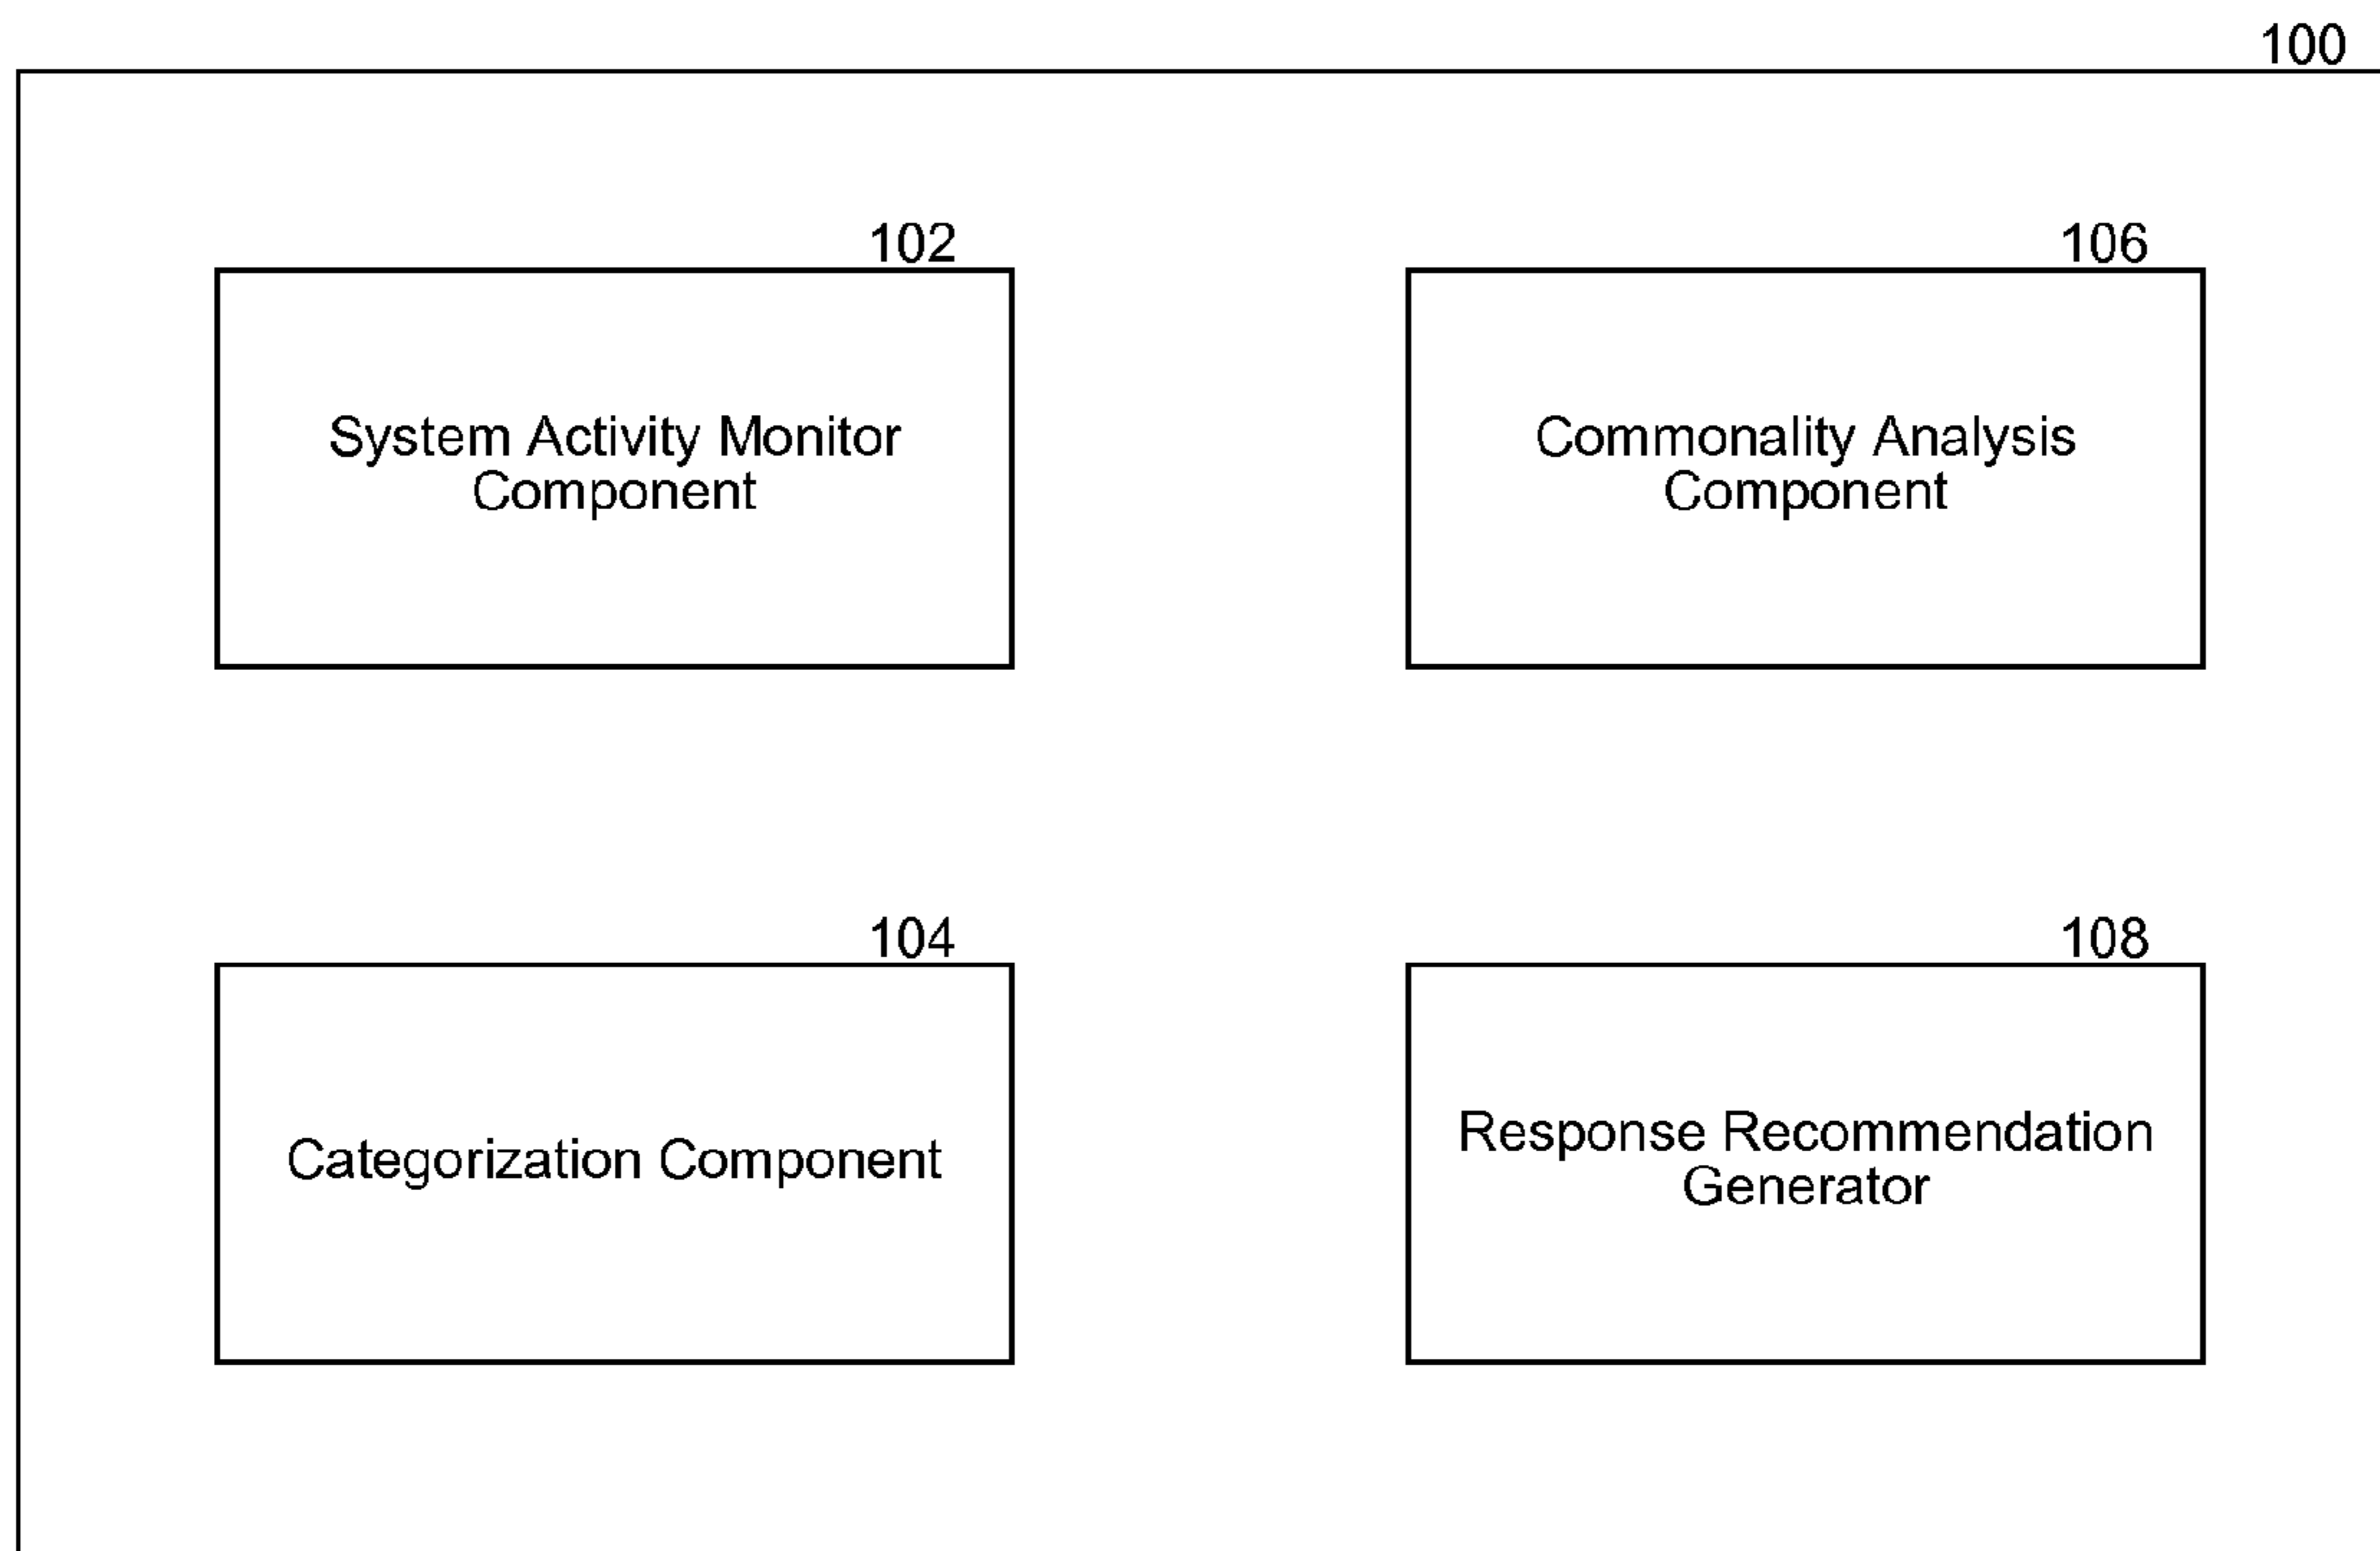 100
102
System Activity Monitor
Component
106
Commonality Analysis
Component
104
Categorization Component
108
Response Recommendation
Generator